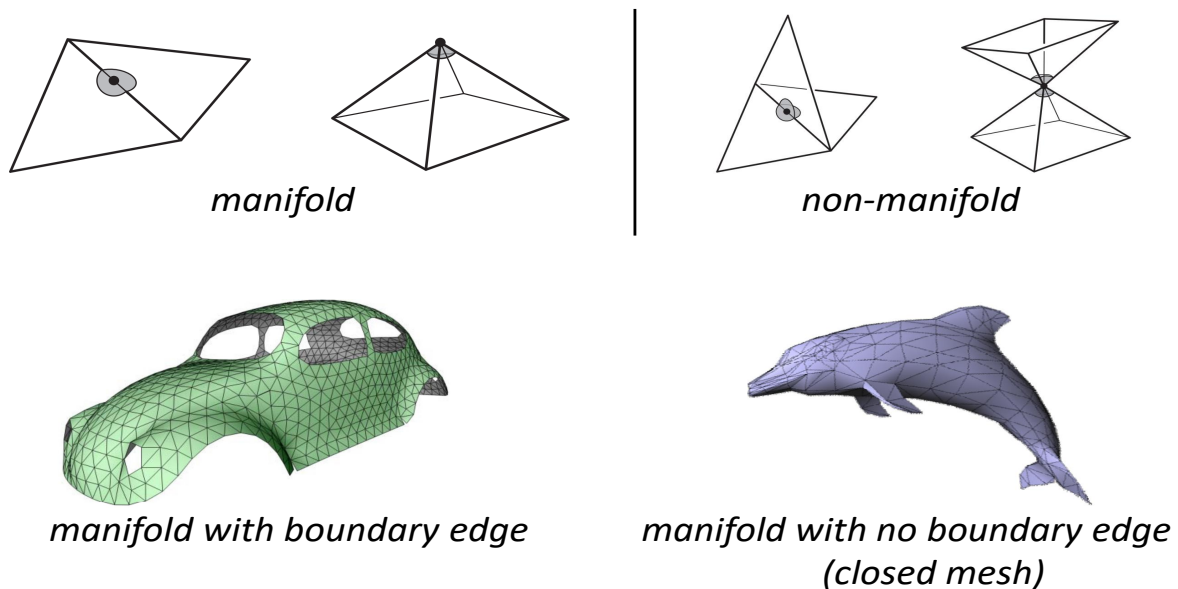 manifold
non-manifold
manifold with boundary edge
manifold with no boundary edge
(closed mesh)